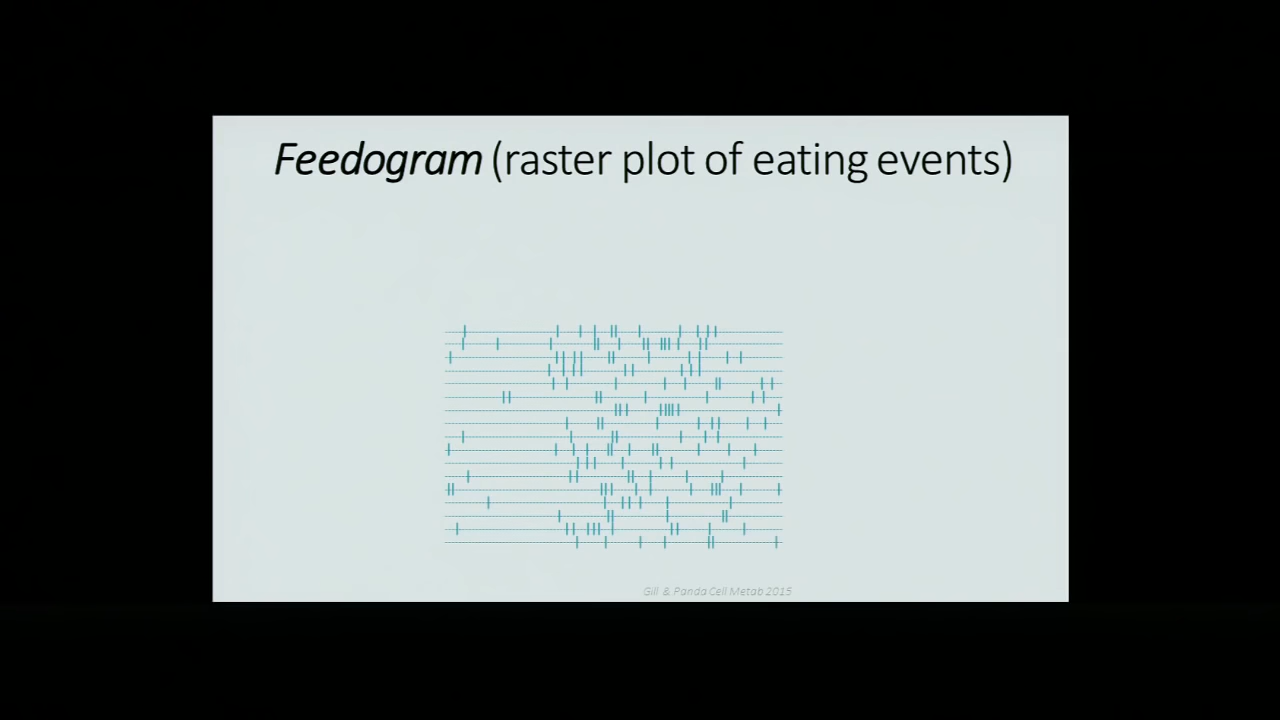 Feedogram (raster plot of eating events)
Gill & Panda Cell Metab 2015